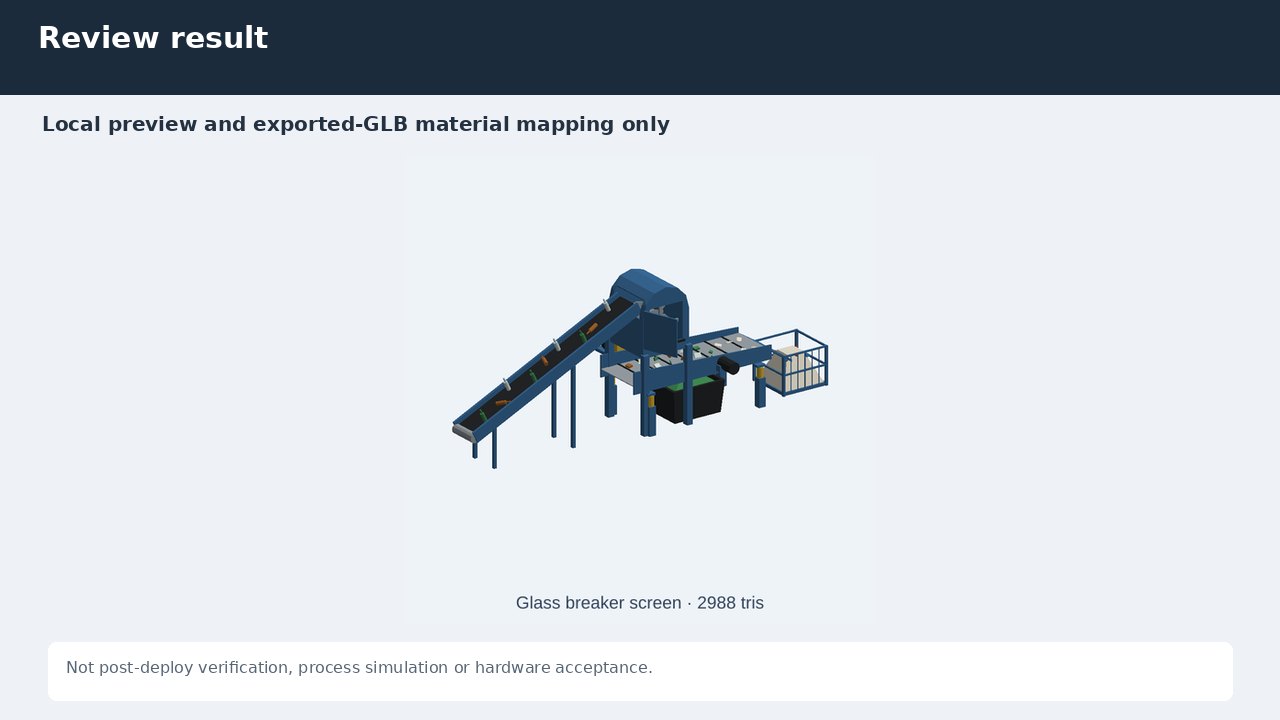 Review result
Local preview and exported-GLB material mapping only
Glass breaker screen · 2988 tris
Not post-deploy verification, process simulation or hardware acceptance.